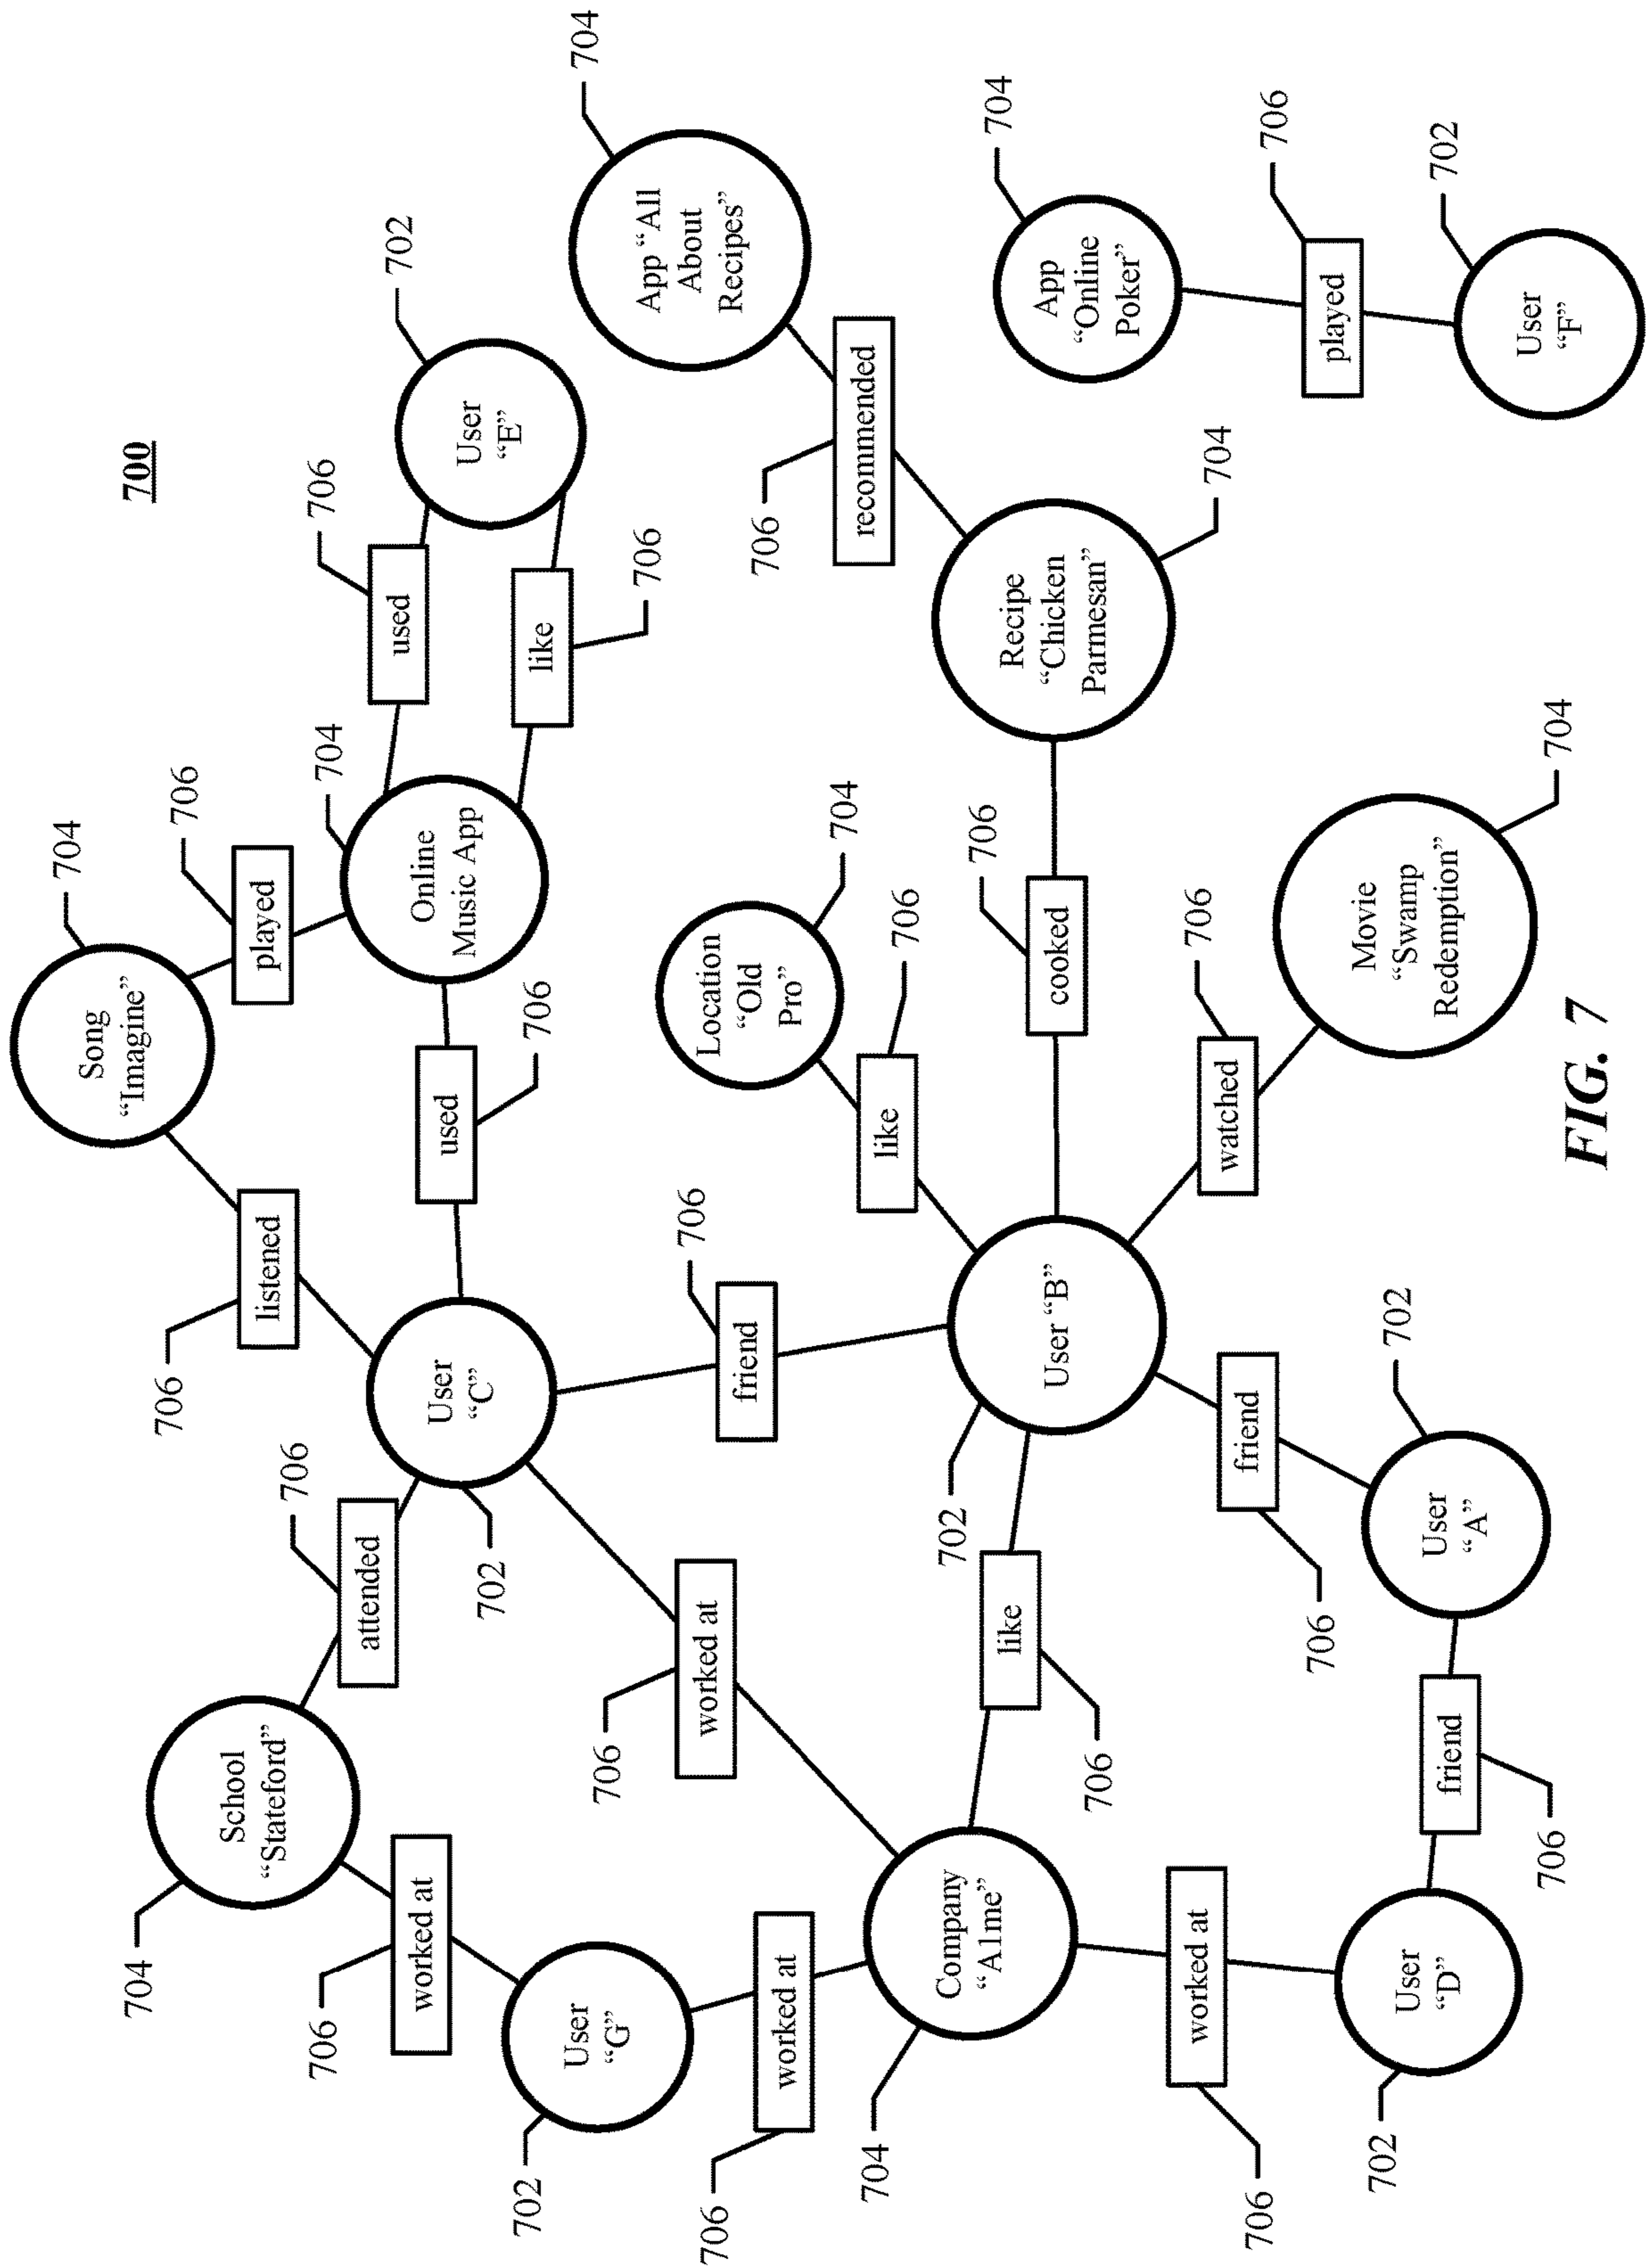 700
704
Song
“Imagine”
704
706
706
School
“Stateford”
listened
played
706
706
706
704
attended
702
used
worked at
User
“C”
Online
Music App
User
“E”
used
702
702
706
like
704
User
“G”
706
706
706
App “All
About
Recipes”
worked at
706
Location
“Old
Pro”
friend
706
worked at
704
recommended
704
like
706
702
Company
“A1me”
706
704
like
User “B”
cooked
Recipe
“Chicken
Parmesan”
App
“Online
Poker”
706
706
worked at
704
watched
friend
706
706
706
played
702
702
Movie
“Swamp
Redemption”
User
“D”
User
“A”
702
friend
User
“F”
706
704
FIG. 7